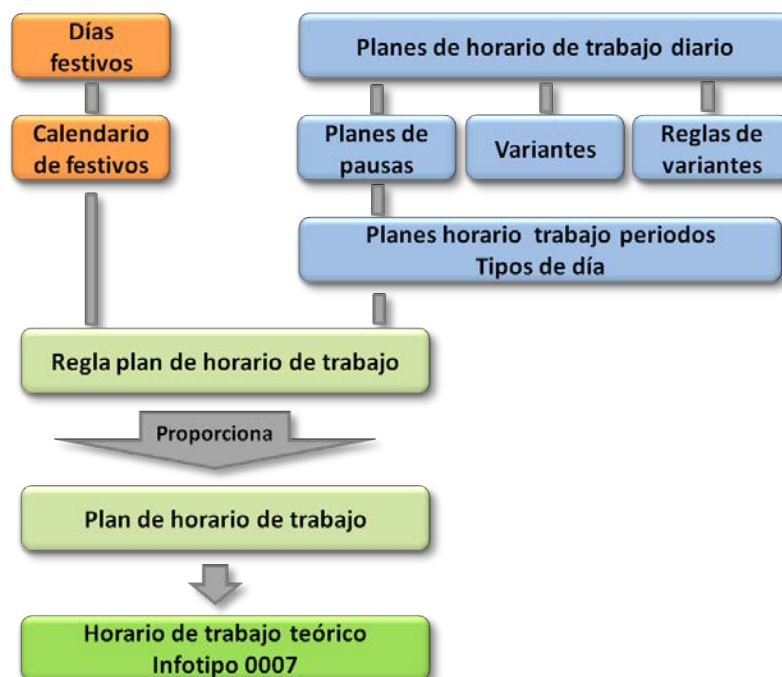 Días
festivos
Planes de horario de trabajo diario
Calendario
de festivos
Planes de
pausas
Variantes
Reglas de
variantes
Planes horario trabajo periodos
Tipos de día
Regla plan de horario de trabajo
Proporciona
Plan de horario de trabajo
Horario de trabajo teórico
Infotipo 0007